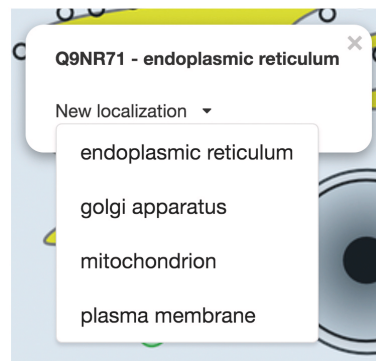 Q9NR71 - endoplasmic reticulum ×
New localization
endoplasmic reticulum
golgi apparatus
mitochondrion
plasma membrane